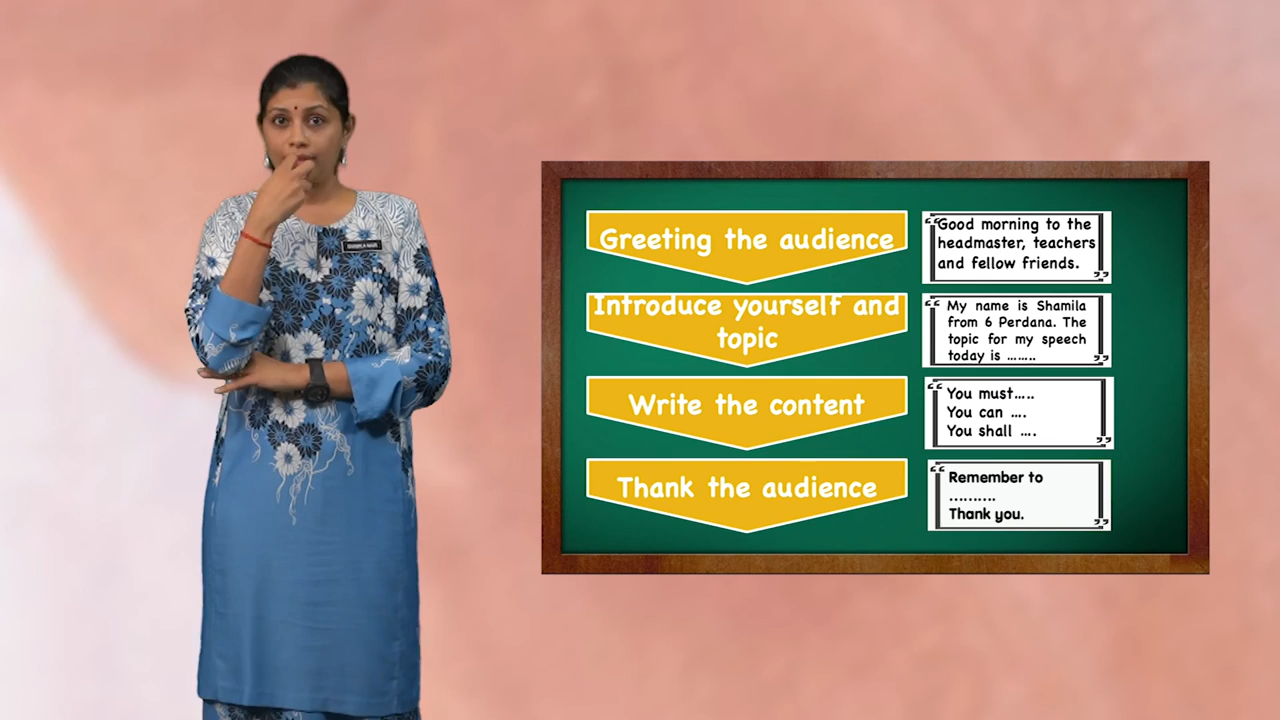 Greeting the audience
“Good morning to the
headmaster, teachers
and fellow friends.
”
Introduce yourself and
topic
“ My name is Shamila
from 6 Perdana. The
topic for my speech
today is ........
”
Write the content
“ You must.....
You can ....
You shall ....
”
Thank the audience
“ Remember to
..........
Thank you.
”